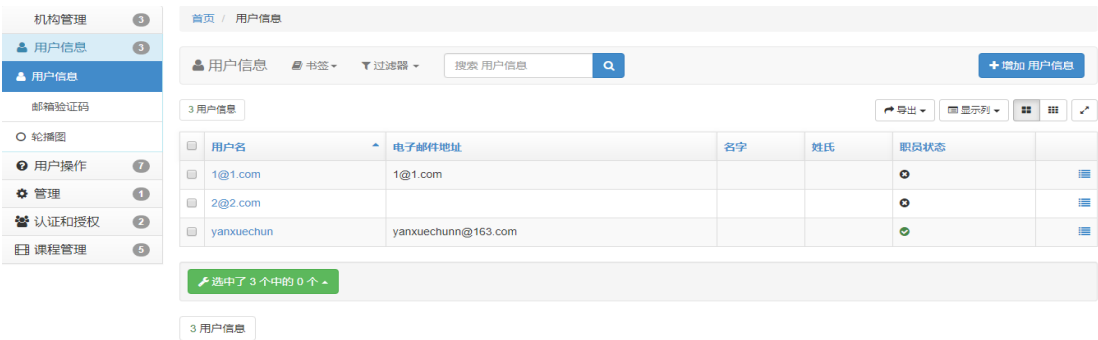 机构管理 3
用户信息 3
用户信息
邮箱验证码
轮播图
用户操作 7
管理 1
认证和授权 2
课程管理 5
首页 / 用户信息
用户信息 书签 过滤器 搜索 用户信息 增加 用户信息
3 用户信息 导出 显示列
用户名 电子邮件地址 名字 姓氏 职员状态
1@1.com 1@1.com
2@2.com
yanxuechun yanxuechunn@163.com
选中了 3 个中的 0 个
3 用户信息